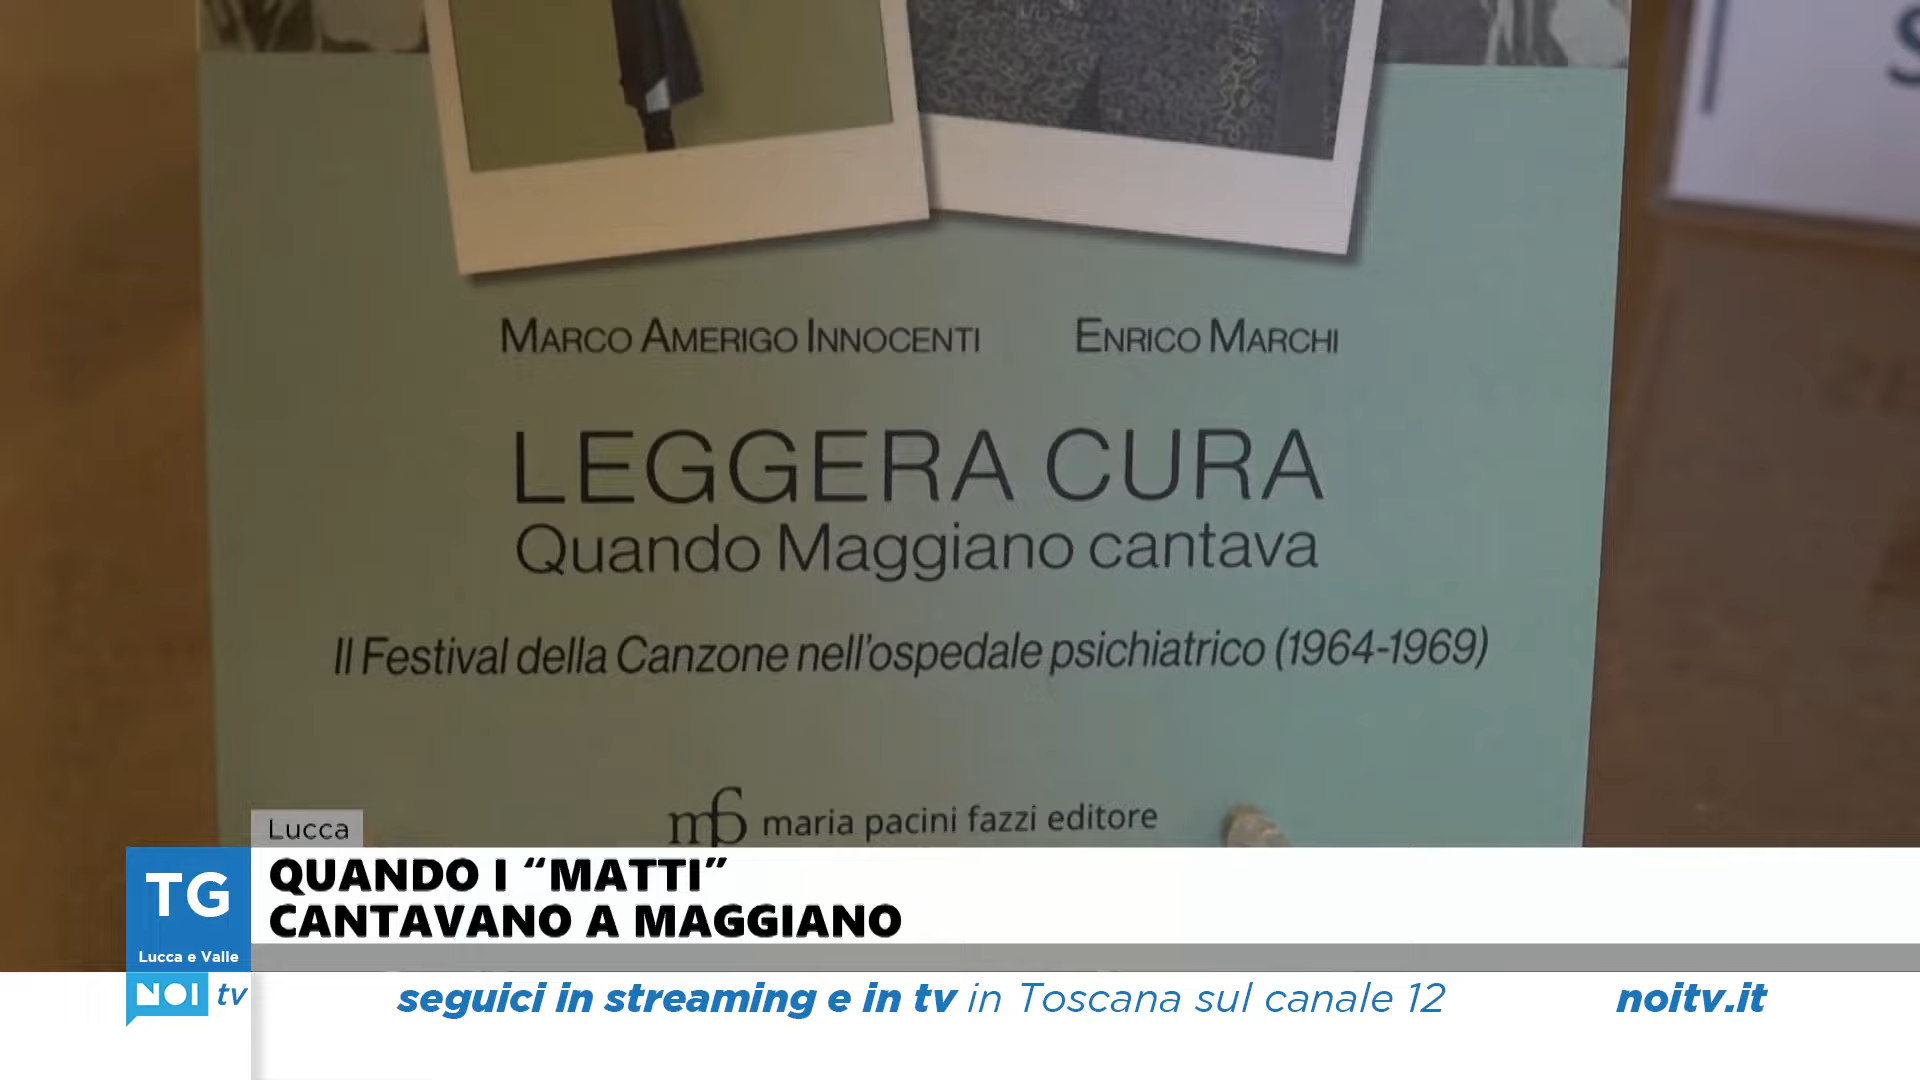 MARCO AMERIGO INNOCENTI ENRICO MARCHI
LEGGERA CURA
Quando Maggiano cantava
Il Festival della Canzone nell'ospedale psichiatrico (1964-1969)
mpf maria pacini fazzi editore
Lucca
QUANDO I “MATTI”
CANTAVANO A MAGGIANO
TG
Lucca e Valle
NOI tv
seguici in streaming e in tv in Toscana sul canale 12
noitv.it